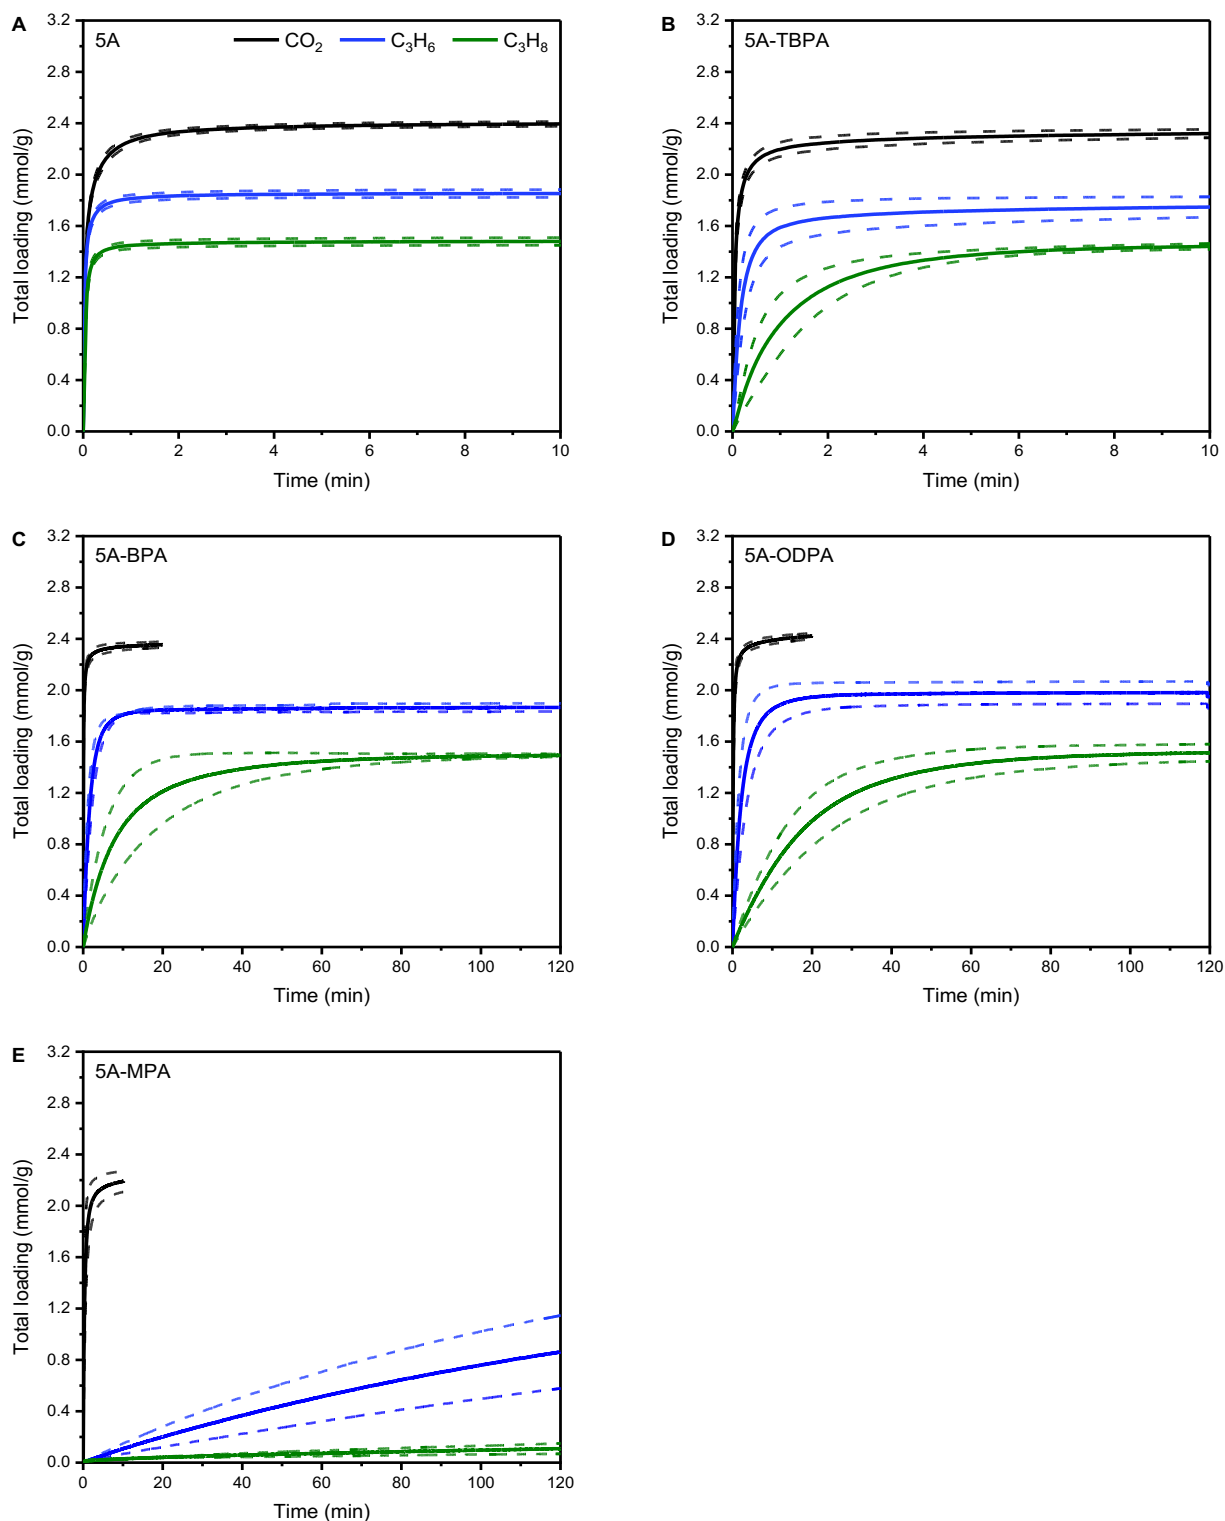 A
5A
CO₂
C₃H₆
C₃H₈
3.2
2.8
2.4
2.0
1.6
1.2
0.8
0.4
0.0
Total loading (mmol/g)
0 2 4 6 8 10
Time (min)
B
5A-TBPA
3.2
2.8
2.4
2.0
1.6
1.2
0.8
0.4
0.0
Total loading (mmol/g)
0 2 4 6 8 10
Time (min)
C
5A-BPA
3.2
2.8
2.4
2.0
1.6
1.2
0.8
0.4
0.0
Total loading (mmol/g)
0 20 40 60 80 100 120
Time (min)
D
5A-ODPA
3.2
2.8
2.4
2.0
1.6
1.2
0.8
0.4
0.0
Total loading (mmol/g)
0 20 40 60 80 100 120
Time (min)
E
5A-MPA
3.2
2.8
2.4
2.0
1.6
1.2
0.8
0.4
0.0
Total loading (mmol/g)
0 20 40 60 80 100 120
Time (min)